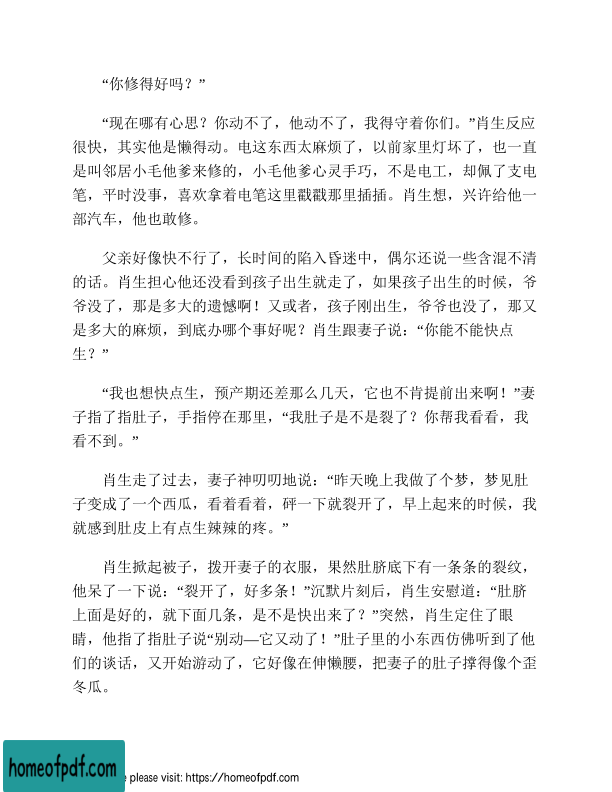 “你修得好吗？”
“现在哪有心思？你动不了，他动不了，我得守着你们。”肖生反应
很快，其实他是懒得动。电这东西太麻烦了，以前家里灯坏了，也一直
是叫邻居小毛他爹来修的，小毛他爹心灵手巧，不是电工，却佩了支电
笔，平时没事，喜欢拿着电笔这里戳戳那里插插。肖生想，兴许给他一
部汽车，他也敢修。
父亲好像快不行了，长时间的陷入昏迷中，偶尔还说一些含混不清
的话。肖生担心他还没看到孩子出生就走了，如果孩子出生的时候，爷
爷没了，那是多大的遗憾啊！又或者，孩子刚出生，爷爷也没了，那又
是多大的麻烦，到底办哪个事好呢？肖生跟妻子说：“你能不能快点
生？”
“我也想快点生，预产期还差那么几天，它也不肯提前出来啊！”妻
子指了指肚子，手指停在那里，“我肚子是不是裂了？你帮我看看，我
看不到。”
肖生走了过去，妻子神叨叨地说：“昨天晚上我做了个梦，梦见肚
子变成了一个西瓜，看着看着，砰一下就裂开了，早上起来的时候，我
就感到肚皮上有点生辣辣的疼。”
肖生掀起被子，拨开妻子的衣服，果然肚脐底下有一条条的裂纹，
他呆了一下说：“裂开了，好多条！”沉默片刻后，肖生安慰道：“肚脐
上面是好的，就下面几条，是不是快出来了？”突然，肖生定住了眼
睛，他指了指肚子说“别动—它又动了！”肚子里的小东西仿佛听到了他
们的谈话，又开始游动了，它好像在伸懒腰，把妻子的肚子撑得像个歪
冬瓜。
homeofpdf.com
e please visit: https://homeofpdf.com